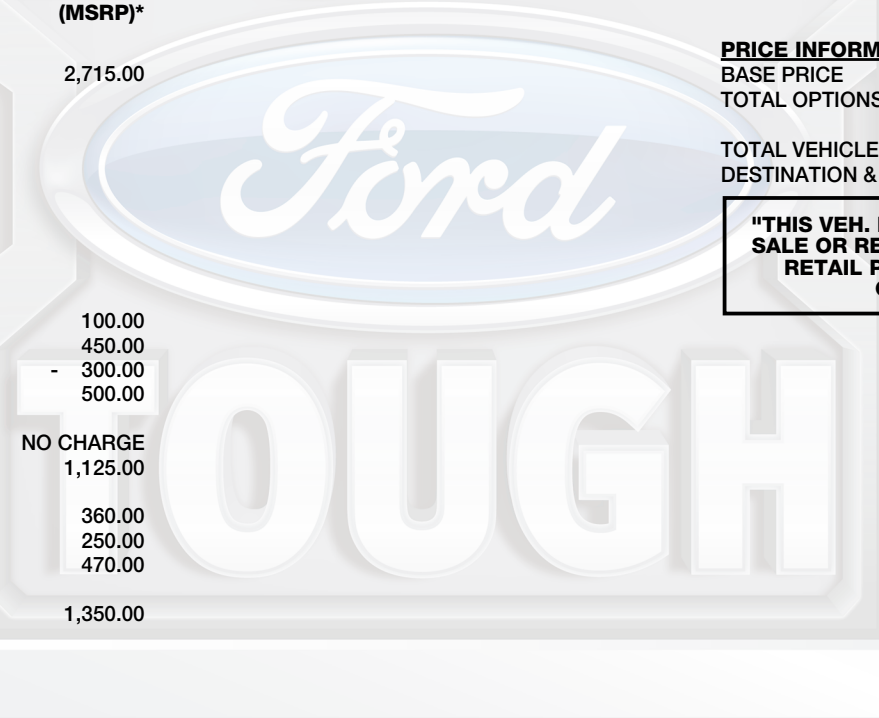 (MSRP)*
2,715.00
100.00
450.00
- 300.00
500.00
NO CHARGE
1,125.00
360.00
250.00
470.00
1,350.00
PRICE INFORM
BASE PRICE
TOTAL OPTIONS
TOTAL VEHICLE
DESTINATION &
"THIS VEH.
SALE OR RE
RETAIL P
Ford
TOUGH